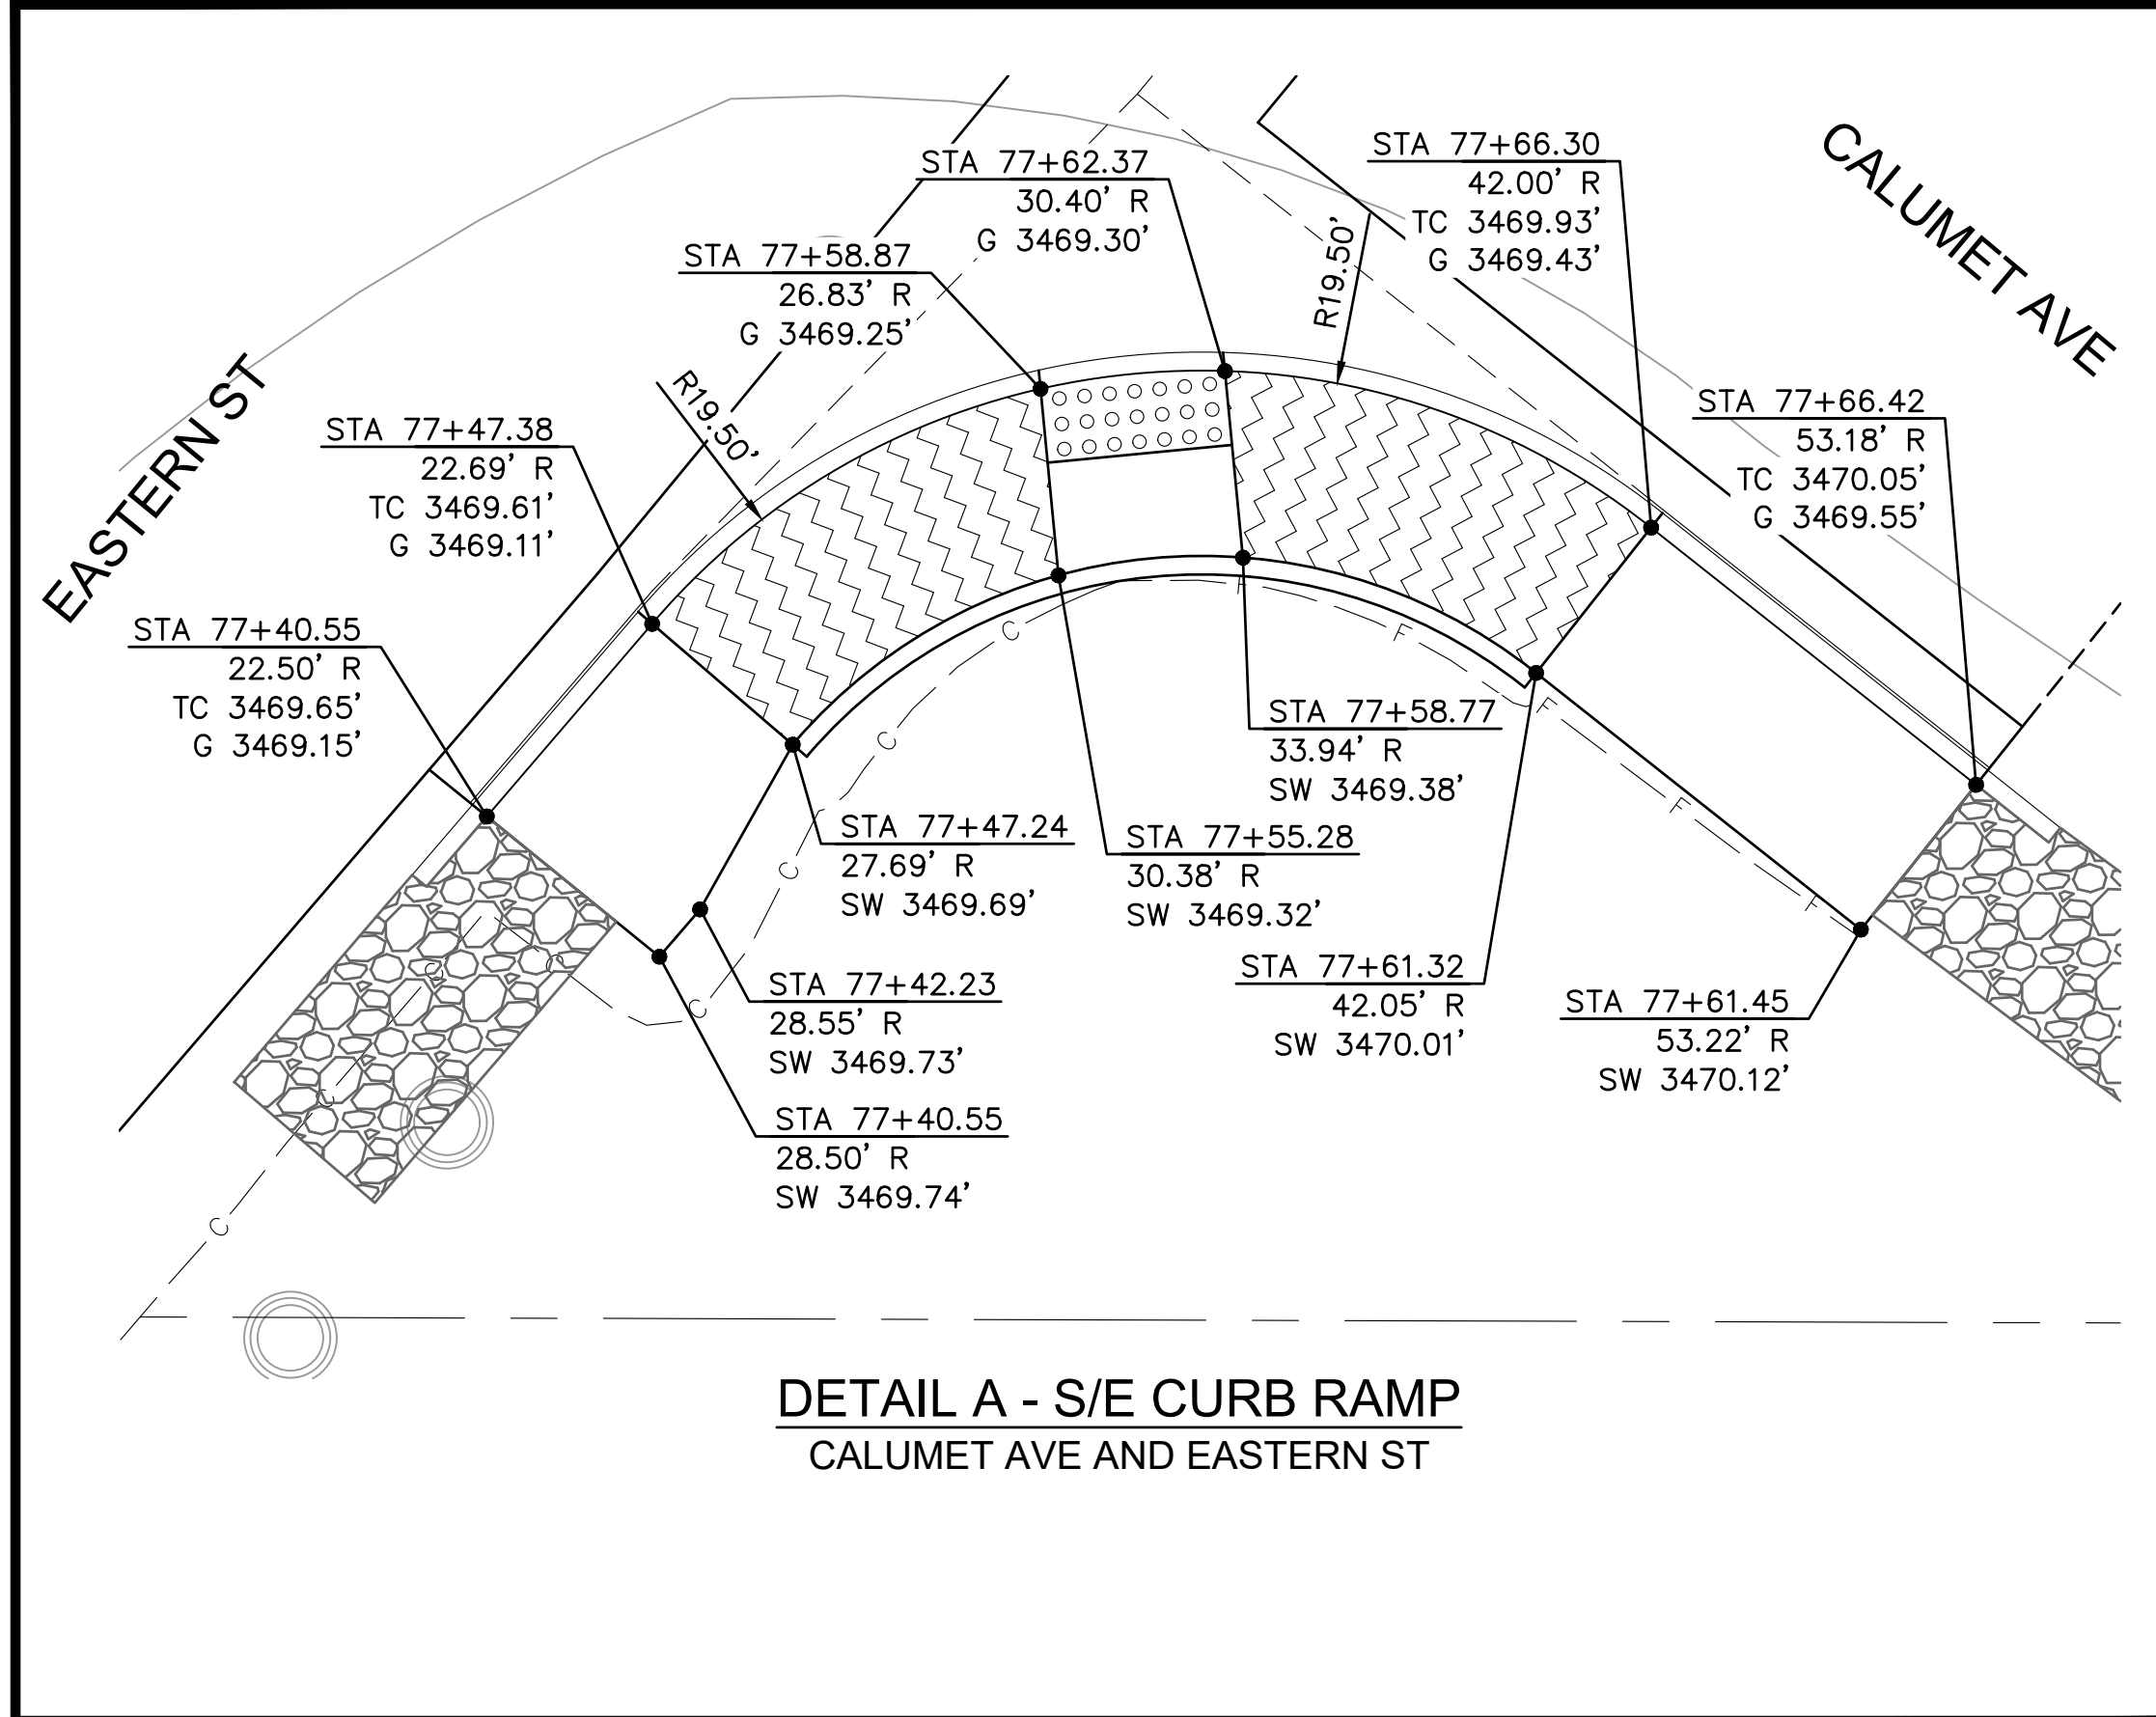 STA 77+62.37
30.40' R
G 3469.30'
STA 77+66.30
42.00' R
TC 3469.93'
G 3469.43'
CALUMET AVE
STA 77+58.87
26.83' R
G 3469.25'
R19.50'
EASTERN ST
STA 77+47.38
22.69' R
TC 3469.61'
G 3469.11'
R19.50'
STA 77+66.42
53.18' R
TC 3470.05'
G 3469.55'
STA 77+40.55
22.50' R
TC 3469.65'
G 3469.15'
STA 77+58.77
33.94' R
SW 3469.38'
STA 77+47.24
27.69' R
SW 3469.69'
STA 77+55.28
30.38' R
SW 3469.32'
STA 77+42.23
28.55' R
SW 3469.73'
STA 77+61.32
42.05' R
SW 3470.01'
STA 77+61.45
53.22' R
SW 3470.12'
STA 77+40.55
28.50' R
SW 3469.74'
C
C
C
C
C
C
C
C
C
F
F
F
F
F
DETAIL A - S/E CURB RAMP
CALUMET AVE AND EASTERN ST